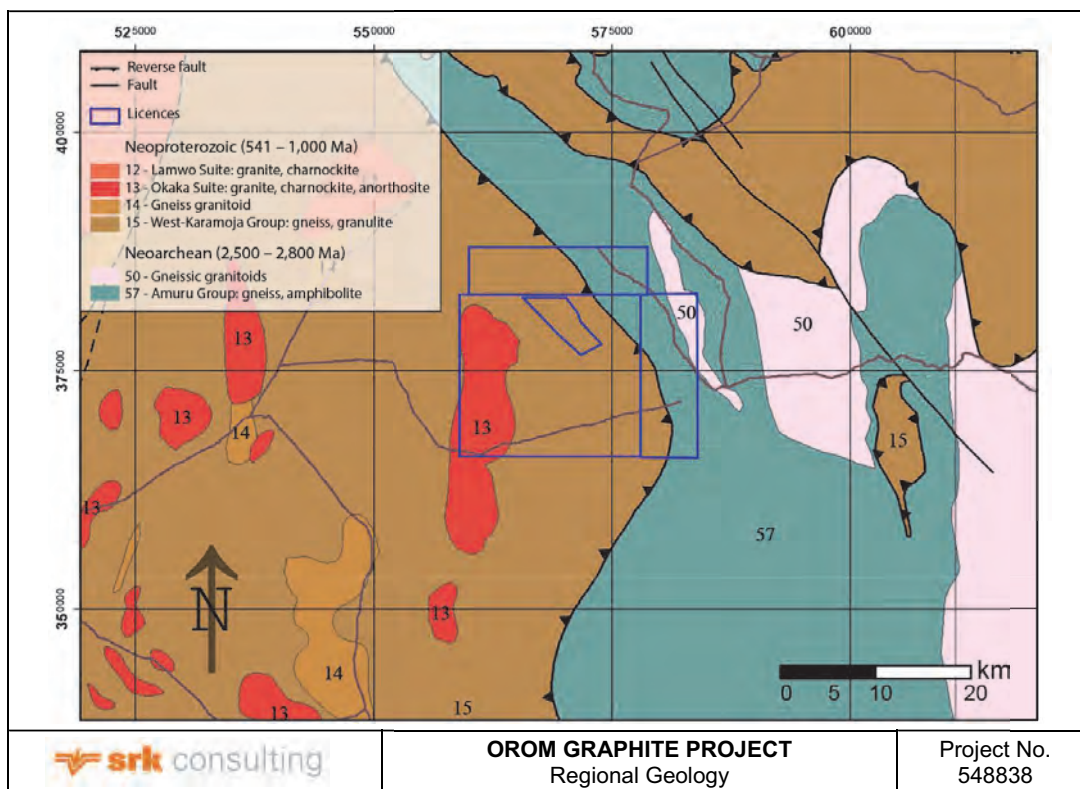 525000 550000 575000 600000
Reverse fault
Fault
Licences
400000
Neoproterozoic (541 – 1,000 Ma)
12 - Lamwo Suite: granite, charnockite
13 - Okaka Suite: granite, charnockite, anorthosite
14 - Gneiss granitoid
15 - West-Karamoja Group: gneiss, granulite
Neoarchean (2,500 – 2,800 Ma)
50 - Gneissic granitoids
57 - Amuru Group: gneiss, amphibolite
50
50
13
375000
13
14
13
15
13
57
N
350000
13
14
13
15
km
0 5 10 20
srk consulting
OROM GRAPHITE PROJECT
Regional Geology
Project No.
548838